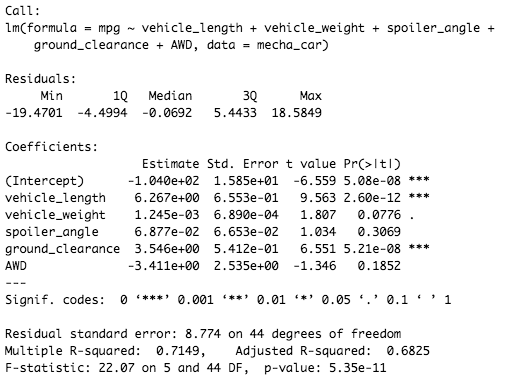 Call:
lm(formula = mpg ~ vehicle_length + vehicle_weight + spoiler_angle +
    ground_clearance + AWD, data = mecha_car)

Residuals:
     Min       1Q   Median       3Q      Max
-19.4701  -4.4994  -0.0692   5.4433  18.5849

Coefficients:
                   Estimate Std. Error t value Pr(>|t|)
(Intercept)      -1.040e+02  1.585e+01  -6.559 5.08e-08 ***
vehicle_length    6.267e+00  6.553e-01   9.563 2.60e-12 ***
vehicle_weight    1.245e-03  6.890e-04   1.807   0.0776 .
spoiler_angle     6.877e-02  6.653e-02   1.034   0.3069
ground_clearance  3.546e+00  5.412e-01   6.551 5.21e-08 ***
AWD              -3.411e+00  2.535e+00  -1.346   0.1852
---
Signif. codes:  0 ‘***’ 0.001 ‘**’ 0.01 ‘*’ 0.05 ‘.’ 0.1 ‘ ’ 1

Residual standard error: 8.774 on 44 degrees of freedom
Multiple R-squared:  0.7149,    Adjusted R-squared:  0.6825
F-statistic: 22.07 on 5 and 44 DF,  p-value: 5.35e-11